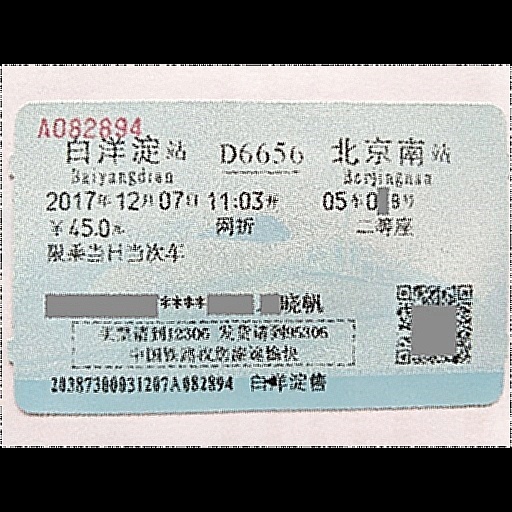 A082894
白洋淀站 D6656 北京南站
Baiyangdian Beijingnan
2017年12月07日 11:03开 05车 号
￥45.0元 网折 二等座
限乘当日当次车
**** 晓帆
买票请到12306 发货请到95306
中国铁路祝您旅途愉快
20387300031207A082894 白洋淀售